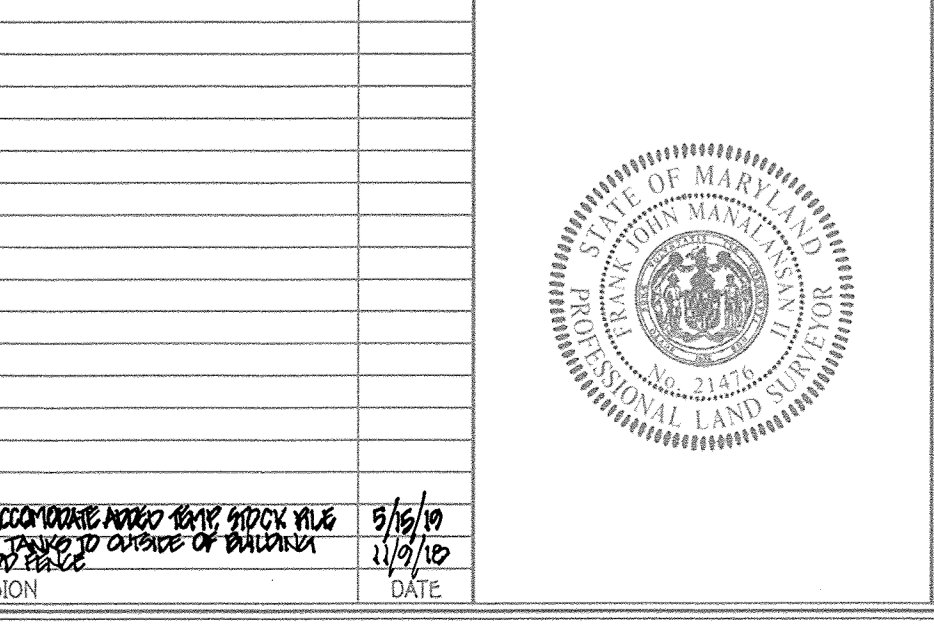 CCOMODATE ADDED TEMP. STOCK PILE 5/15/19
TANKS TO OUTSIDE OF BUILDING 11/9/18
D FENCE
ION DATE
STATE OF MARYLAND
FRANK JOHN MANALANSAN II
No. 21476
PROFESSIONAL LAND SURVEYOR